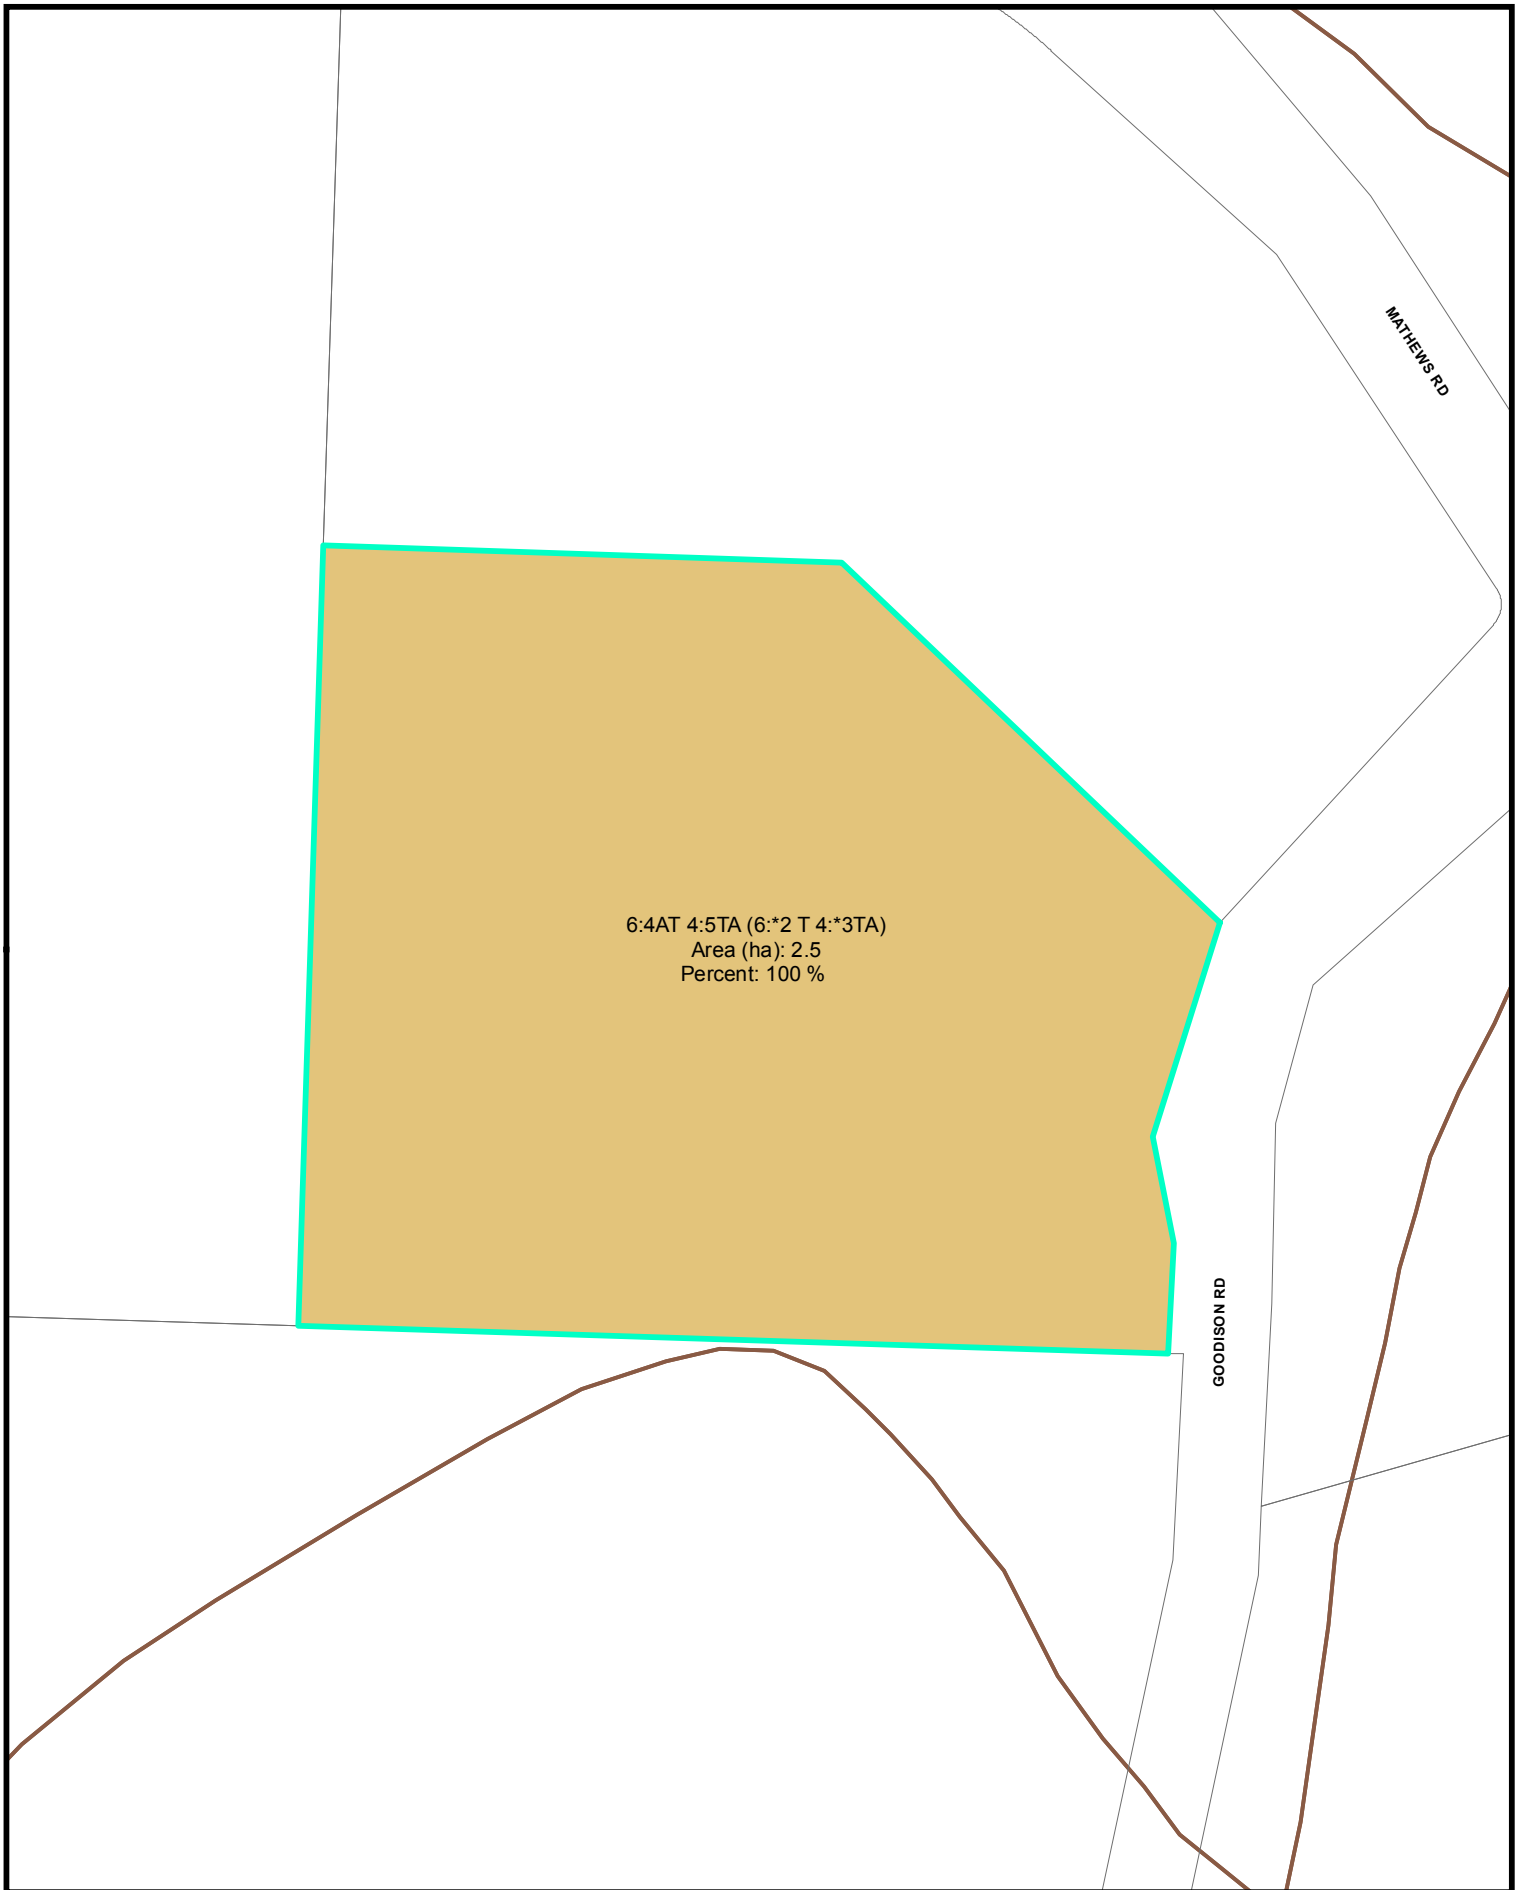 MATHEWS RD
6:4AT 4:5TA (6:*2 T 4:*3TA)
Area (ha): 2.5
Percent: 100 %
GOODISON RD